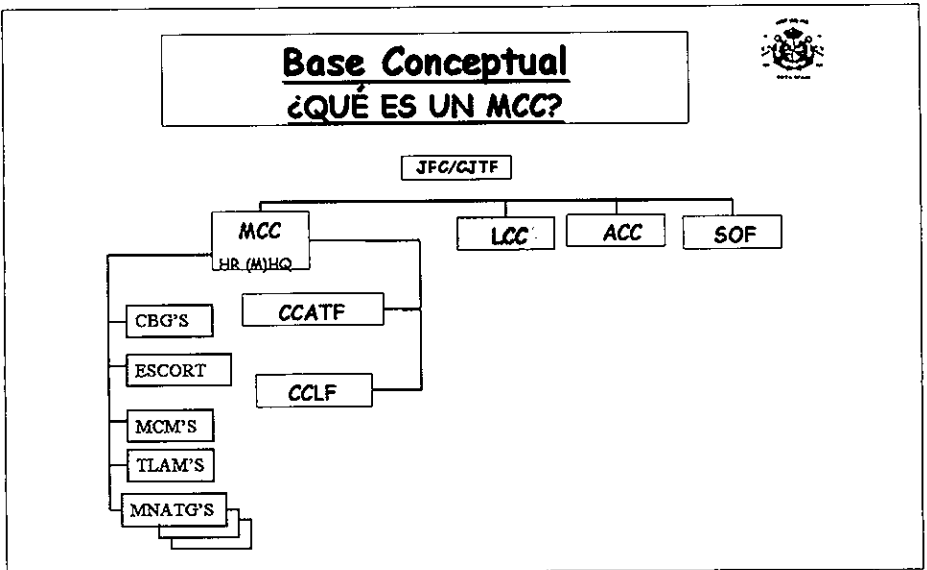 Base Conceptual
¿QUÉ ES UN MCC?
JFC/CJTF
MCC
HR (M)HQ
LCC
ACC
SOF
CCATF
CCLF
CBG'S
ESCORT
MCM'S
TLAM'S
MNATG'S